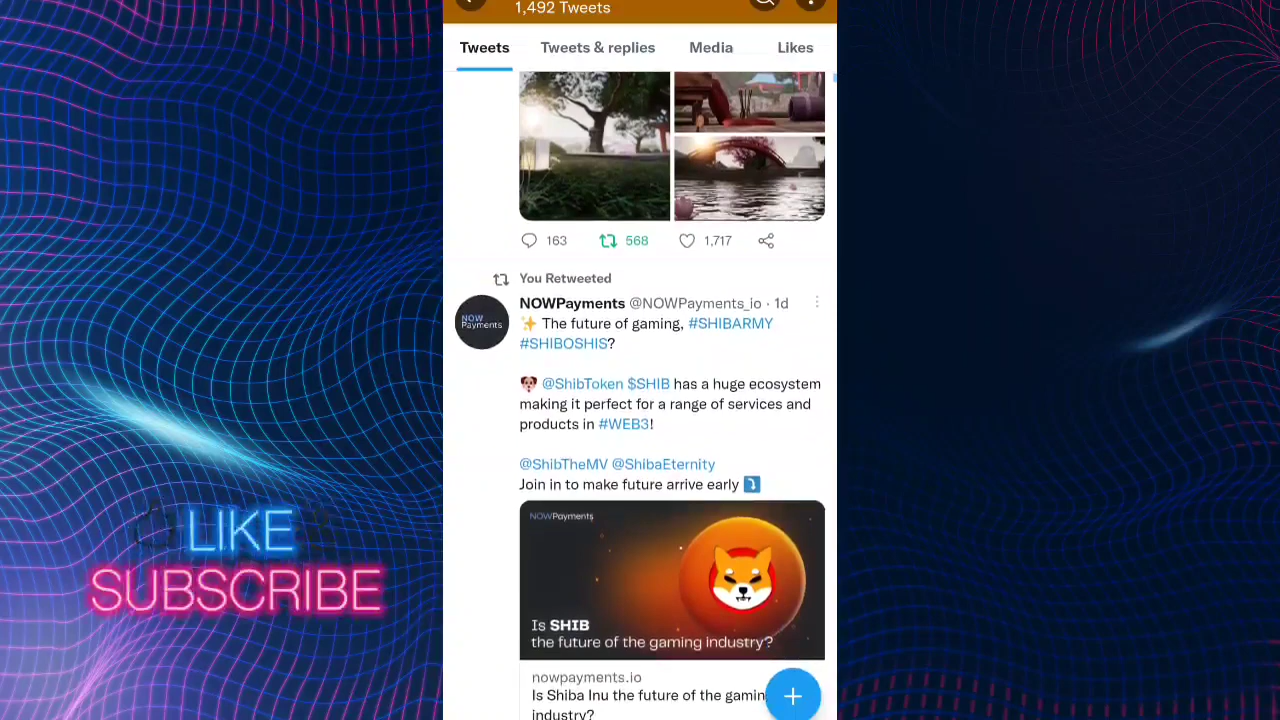 1,492 Tweets
Tweets Tweets & replies Media Likes
163 568 1,717
You Retweeted
NOWPayments @NOWPayments_io · 1d
NOW
Payments
✨ The future of gaming, #SHIBARMY
#SHIBOSHIS?
🐶 @ShibToken $SHIB has a huge ecosystem
making it perfect for a range of services and
products in #WEB3!
@ShibTheMV @ShibaEternity
Join in to make future arrive early ⤵️
NOWPayments
Is SHIB
the future of the gaming industry?
nowpayments.io
Is Shiba Inu the future of the gamin
industry?
LIKE
SUBSCRIBE